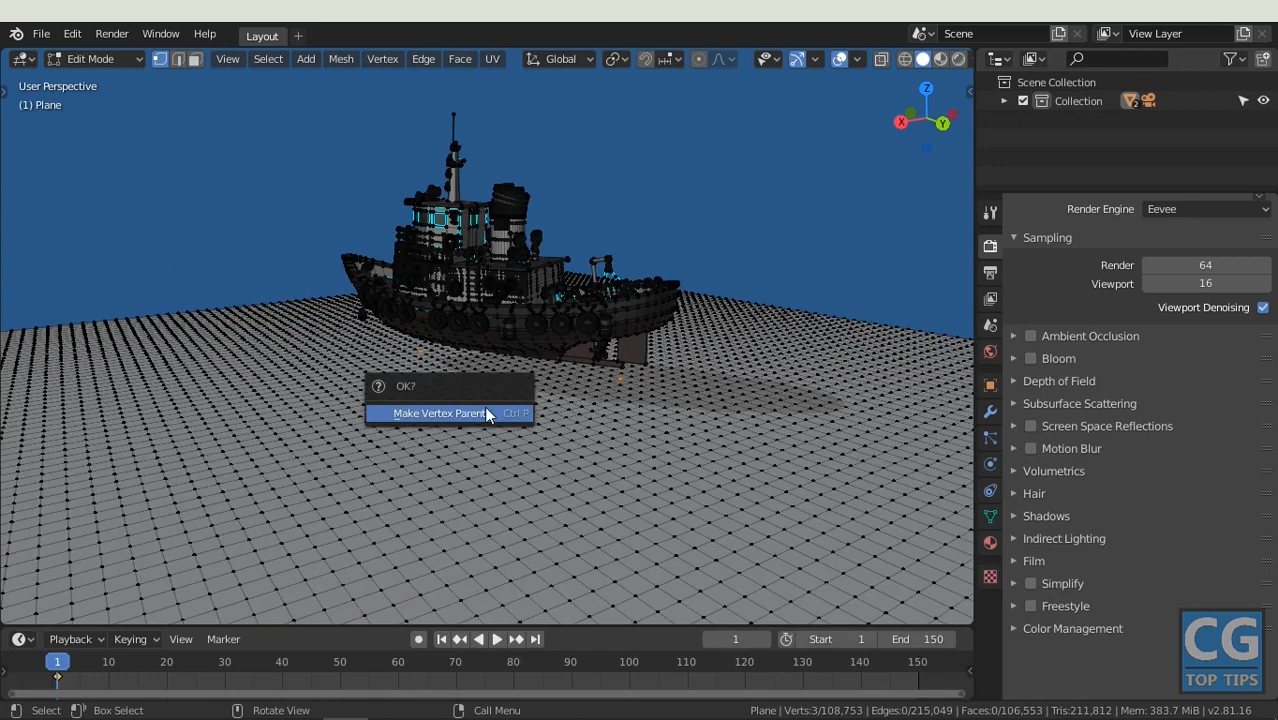 File Edit Render Window Help Layout + Scene View Layer
Edit Mode View Select Add Mesh Vertex Edge Face UV Global
User Perspective
(1) Plane
Z
X Y
Scene Collection
Collection 2
Render Engine Eevee
Sampling
Render 64
Viewport 16
Viewport Denoising
Ambient Occlusion
Bloom
Depth of Field
Subsurface Scattering
Screen Space Reflections
Motion Blur
Volumetrics
Hair
Shadows
Indirect Lighting
Film
Simplify
Freestyle
Color Management
OK?
Make Vertex Parent Ctrl P
CG
TOP TIPS
Playback Keying View Marker 1 Start 1 End 150
1 10 20 30 40 50 60 70 80 90 100 110 120 130 140 150
Select Box Select Rotate View Call Menu Plane | Verts:3/108,753 | Edges:0/215,049 | Faces:0/106,553 | Tris:211,812 | Mem: 383.7 MiB | v2.81.16